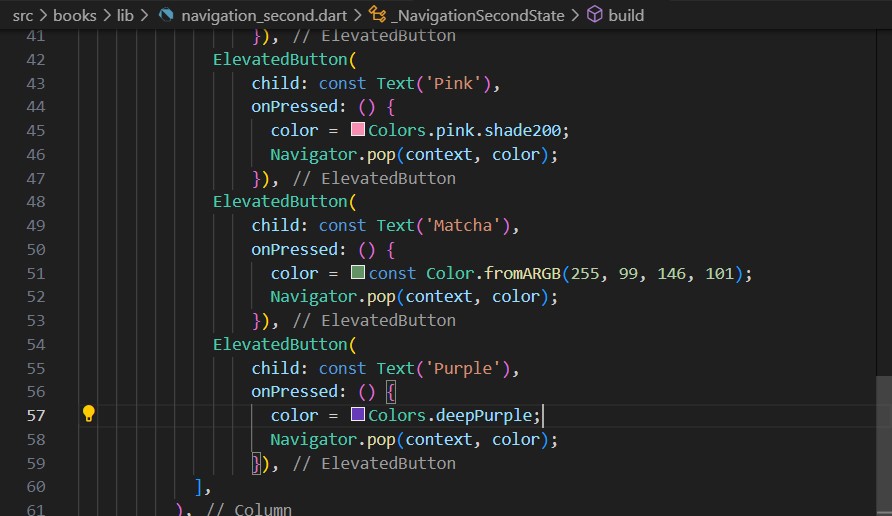 src > books > lib > navigation_second.dart > _NavigationSecondState > build
41 }), // ElevatedButton
42 ElevatedButton(
43 child: const Text('Pink'),
44 onPressed: () {
45 color = Colors.pink.shade200;
46 Navigator.pop(context, color);
47 }), // ElevatedButton
48 ElevatedButton(
49 child: const Text('Matcha'),
50 onPressed: () {
51 color = const Color.fromARGB(255, 99, 146, 101);
52 Navigator.pop(context, color);
53 }), // ElevatedButton
54 ElevatedButton(
55 child: const Text('Purple'),
56 onPressed: () {
57 color = Colors.deepPurple;
58 Navigator.pop(context, color);
59 }), // ElevatedButton
60 ],
61 ), // Column